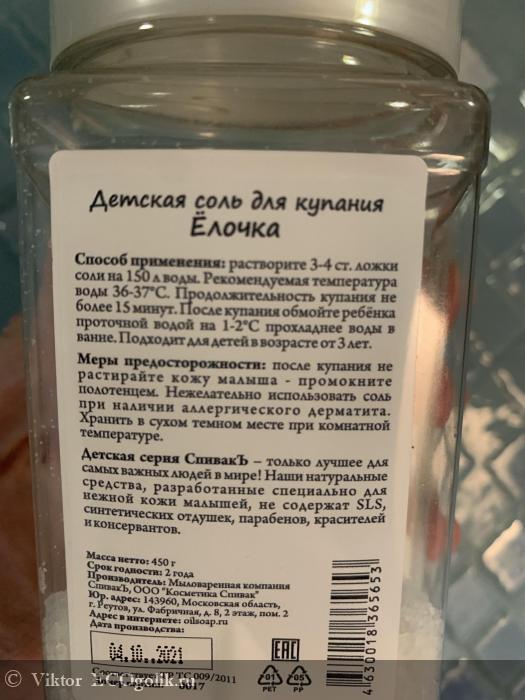 Детская соль для купания
Ёлочка
Способ применения: растворите 3-4 ст. ложки
соли на 150 л воды. Рекомендуемая температура
воды 36-37°С. Продолжительность купания не
более 15 минут. После купания обмойте ребёнка
проточной водой на 1-2°С прохладнее воды в
ванне. Подходит для детей в возрасте от 3 лет.
Меры предосторожности: после купания не
растирайте кожу малыша - промокните
полотенцем. Нежелательно использовать соль
при наличии аллергического дерматита.
Хранить в сухом темном месте при комнатной
температуре.
Детская серия СпивакЪ – только лучшее для
самых важных людей в мире! Наши натуральные
средства, разработанные специально для
нежной кожи малышей, не содержат SLS,
синтетических отдушек, парабенов, красителей
и консервантов.
Масса нетто: 450 г
Срок годности: 2 года
Производитель: Мыловаренная компания
СпивакЪ, ООО "Косметика Спивак"
Юр. адрес: 143960, Московская область,
г. Реутов, ул. Фабричная, д. 8, 2 этаж, пом. 2
Адрес в интернете: oilsoap.ru
Дата производства:
04.10.2021
ЕАС
Соответствует ТР ТС 009/2011
0017
01
PET
05
PP
4630018365653
© Viktor